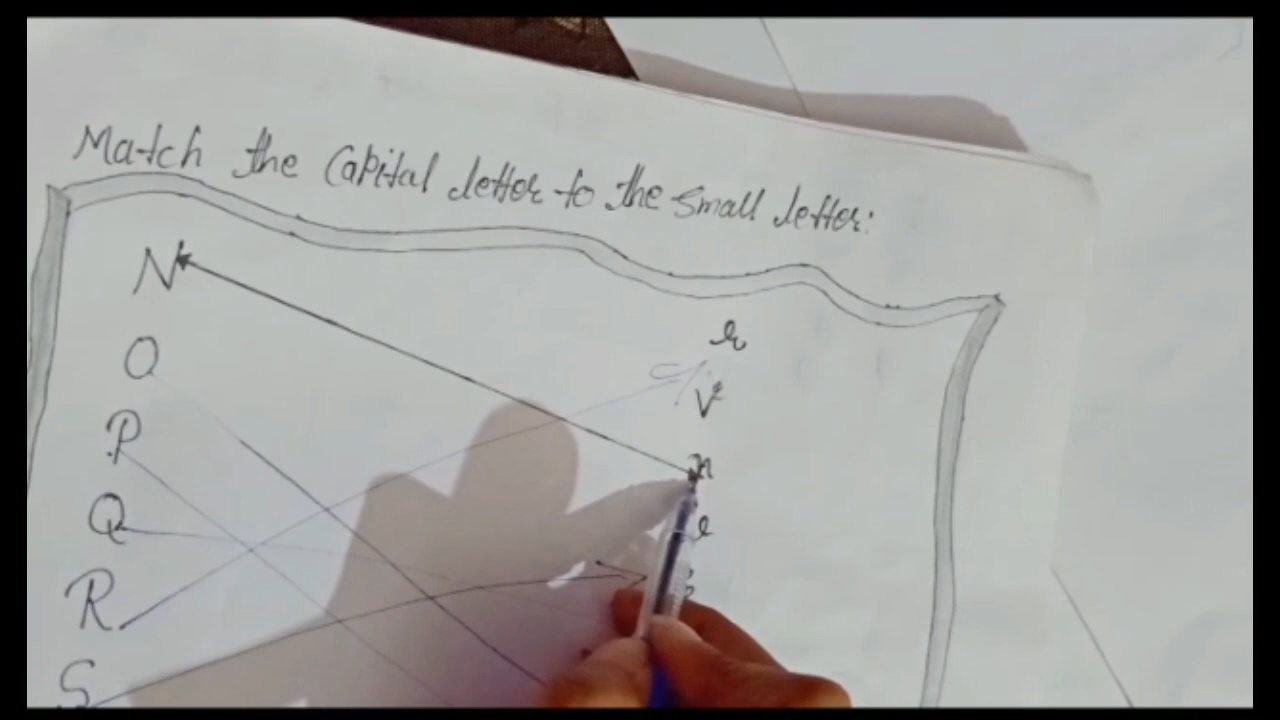 Match the Capital letter to the small letter:
N
r
O
v
P
n
Q
R
S